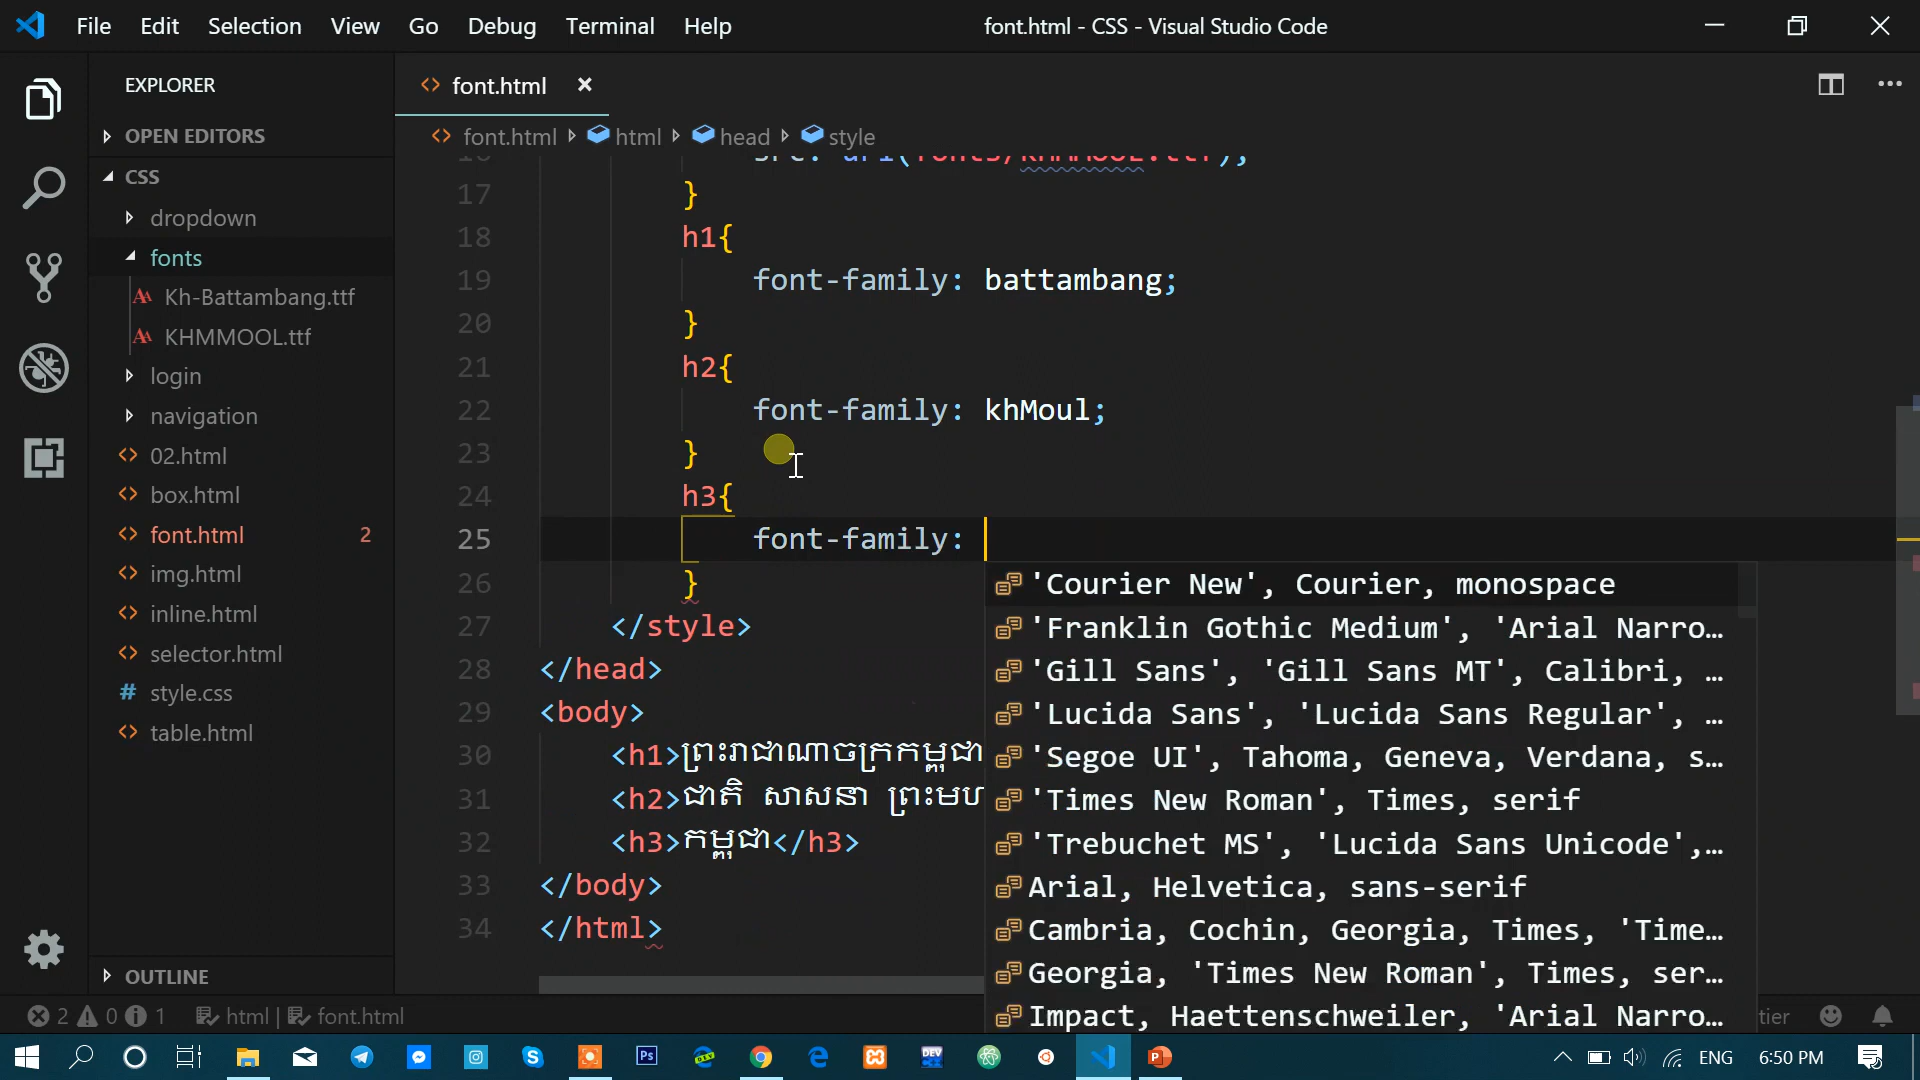 File Edit Selection View Go Debug Terminal Help
font.html - CSS - Visual Studio Code
EXPLORER
OPEN EDITORS
CSS
dropdown
fonts
Kh-Battambang.ttf
KHMMOOL.ttf
login
navigation
02.html
box.html
font.html 2
img.html
inline.html
selector.html
style.css
table.html
OUTLINE
font.html
font.html html head style
16 src: url(fonts/KHMMOOL.ttf);
17 }
18 h1{
19 font-family: battambang;
20 }
21 h2{
22 font-family: khMoul;
23 }
24 h3{
25 font-family:
26 }
27 </style>
28 </head>
29 <body>
30 <h1>ព្រះរាជាណាចក្រកម្ពុជា
31 <h2>ជាតិ សាសនា ព្រះមហ
32 <h3>កម្ពុជា</h3>
33 </body>
34 </html>
'Courier New', Courier, monospace
'Franklin Gothic Medium', 'Arial Narro…
'Gill Sans', 'Gill Sans MT', Calibri, …
'Lucida Sans', 'Lucida Sans Regular', …
'Segoe UI', Tahoma, Geneva, Verdana, s…
'Times New Roman', Times, serif
'Trebuchet MS', 'Lucida Sans Unicode',…
Arial, Helvetica, sans-serif
Cambria, Cochin, Georgia, Times, 'Time…
Georgia, 'Times New Roman', Times, ser…
Impact, Haettenschweiler, 'Arial Narro…
2 0 1 html | font.html tier
Ps DEV P ENG 6:50 PM